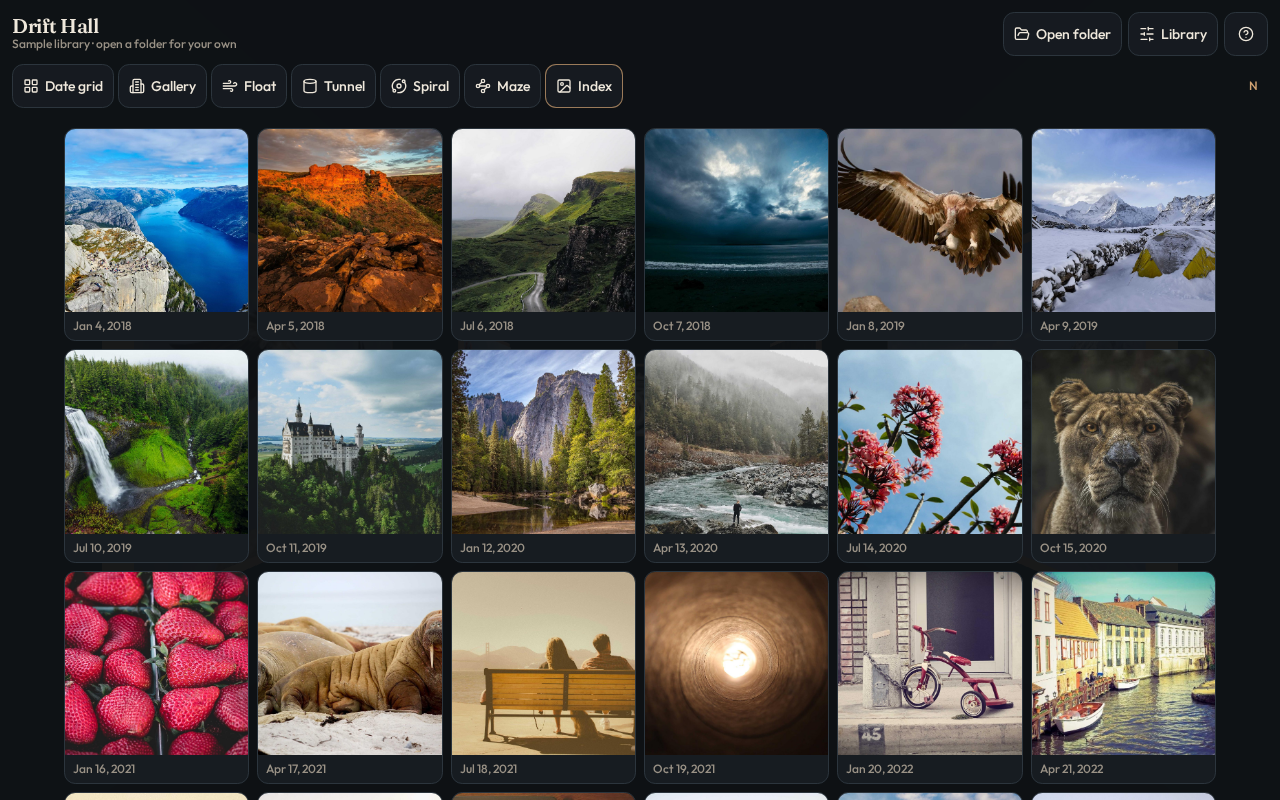 Drift Hall
Sample library · open a folder for your own
Open folder
Library
Date grid
Gallery
Float
Tunnel
Spiral
Maze
Index
N
Jan 4, 2018
Apr 5, 2018
Jul 6, 2018
Oct 7, 2018
Jan 8, 2019
Apr 9, 2019
Jul 10, 2019
Oct 11, 2019
Jan 12, 2020
Apr 13, 2020
Jul 14, 2020
Oct 15, 2020
45
Jan 16, 2021
Apr 17, 2021
Jul 18, 2021
Oct 19, 2021
Jan 20, 2022
Apr 21, 2022